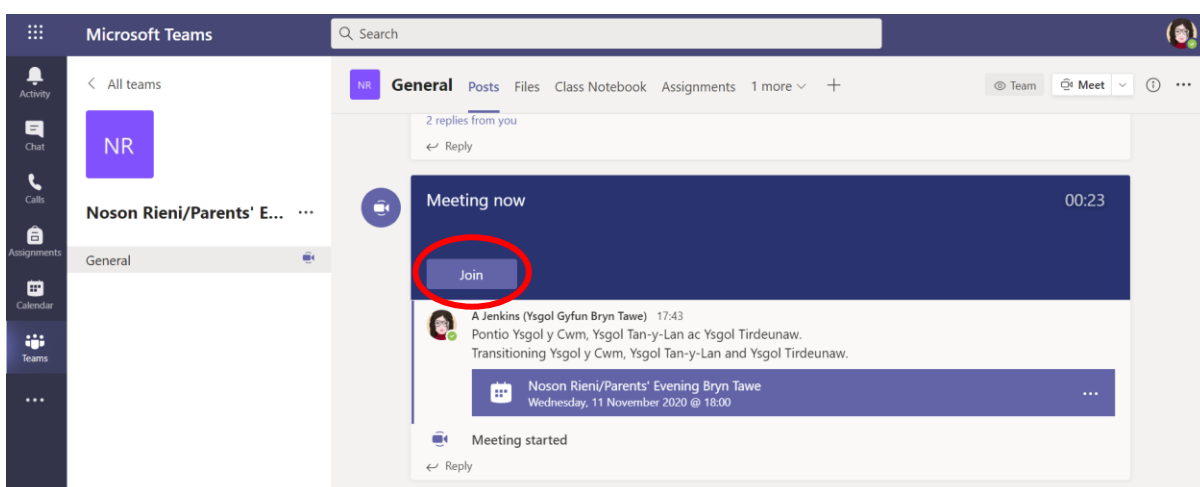 Microsoft Teams
Search
Activity
Chat
Calls
Assignments
Calendar
Teams
All teams
NR
Noson Rieni/Parents' E...
General
NR
General Posts Files Class Notebook Assignments 1 more
Team
Meet
2 replies from you
Reply
Meeting now
00:23
Join
A Jenkins (Ysgol Gyfun Bryn Tawe) 17:43
Pontio Ysgol y Cwm, Ysgol Tan-y-Lan ac Ysgol Tirdeunaw.
Transitioning Ysgol y Cwm, Ysgol Tan-y-Lan and Ysgol Tirdeunaw.
Noson Rieni/Parents' Evening Bryn Tawe
Wednesday, 11 November 2020 @ 18:00
Meeting started
Reply